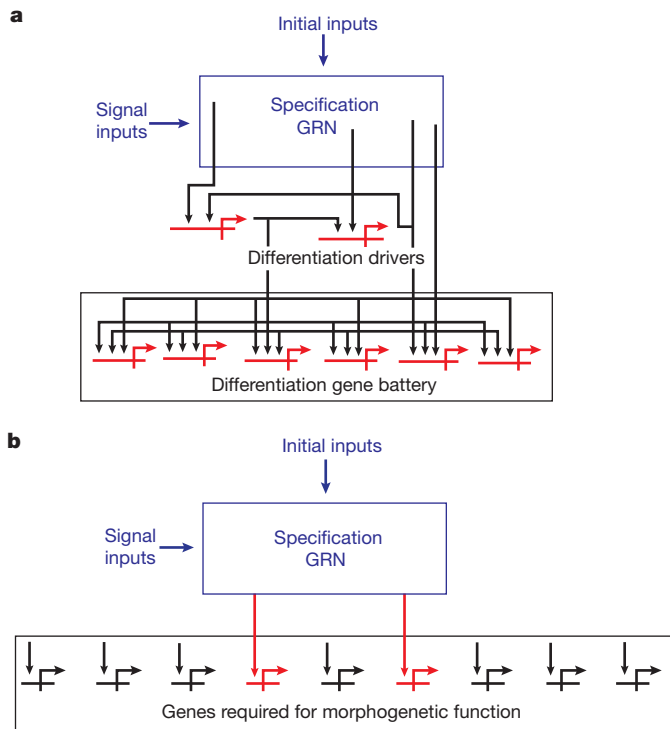 a
Initial inputs
Signal
inputs
Specification
GRN
Differentiation drivers
Differentiation gene battery
b
Initial inputs
Signal
inputs
Specification
GRN
Genes required for morphogenetic function